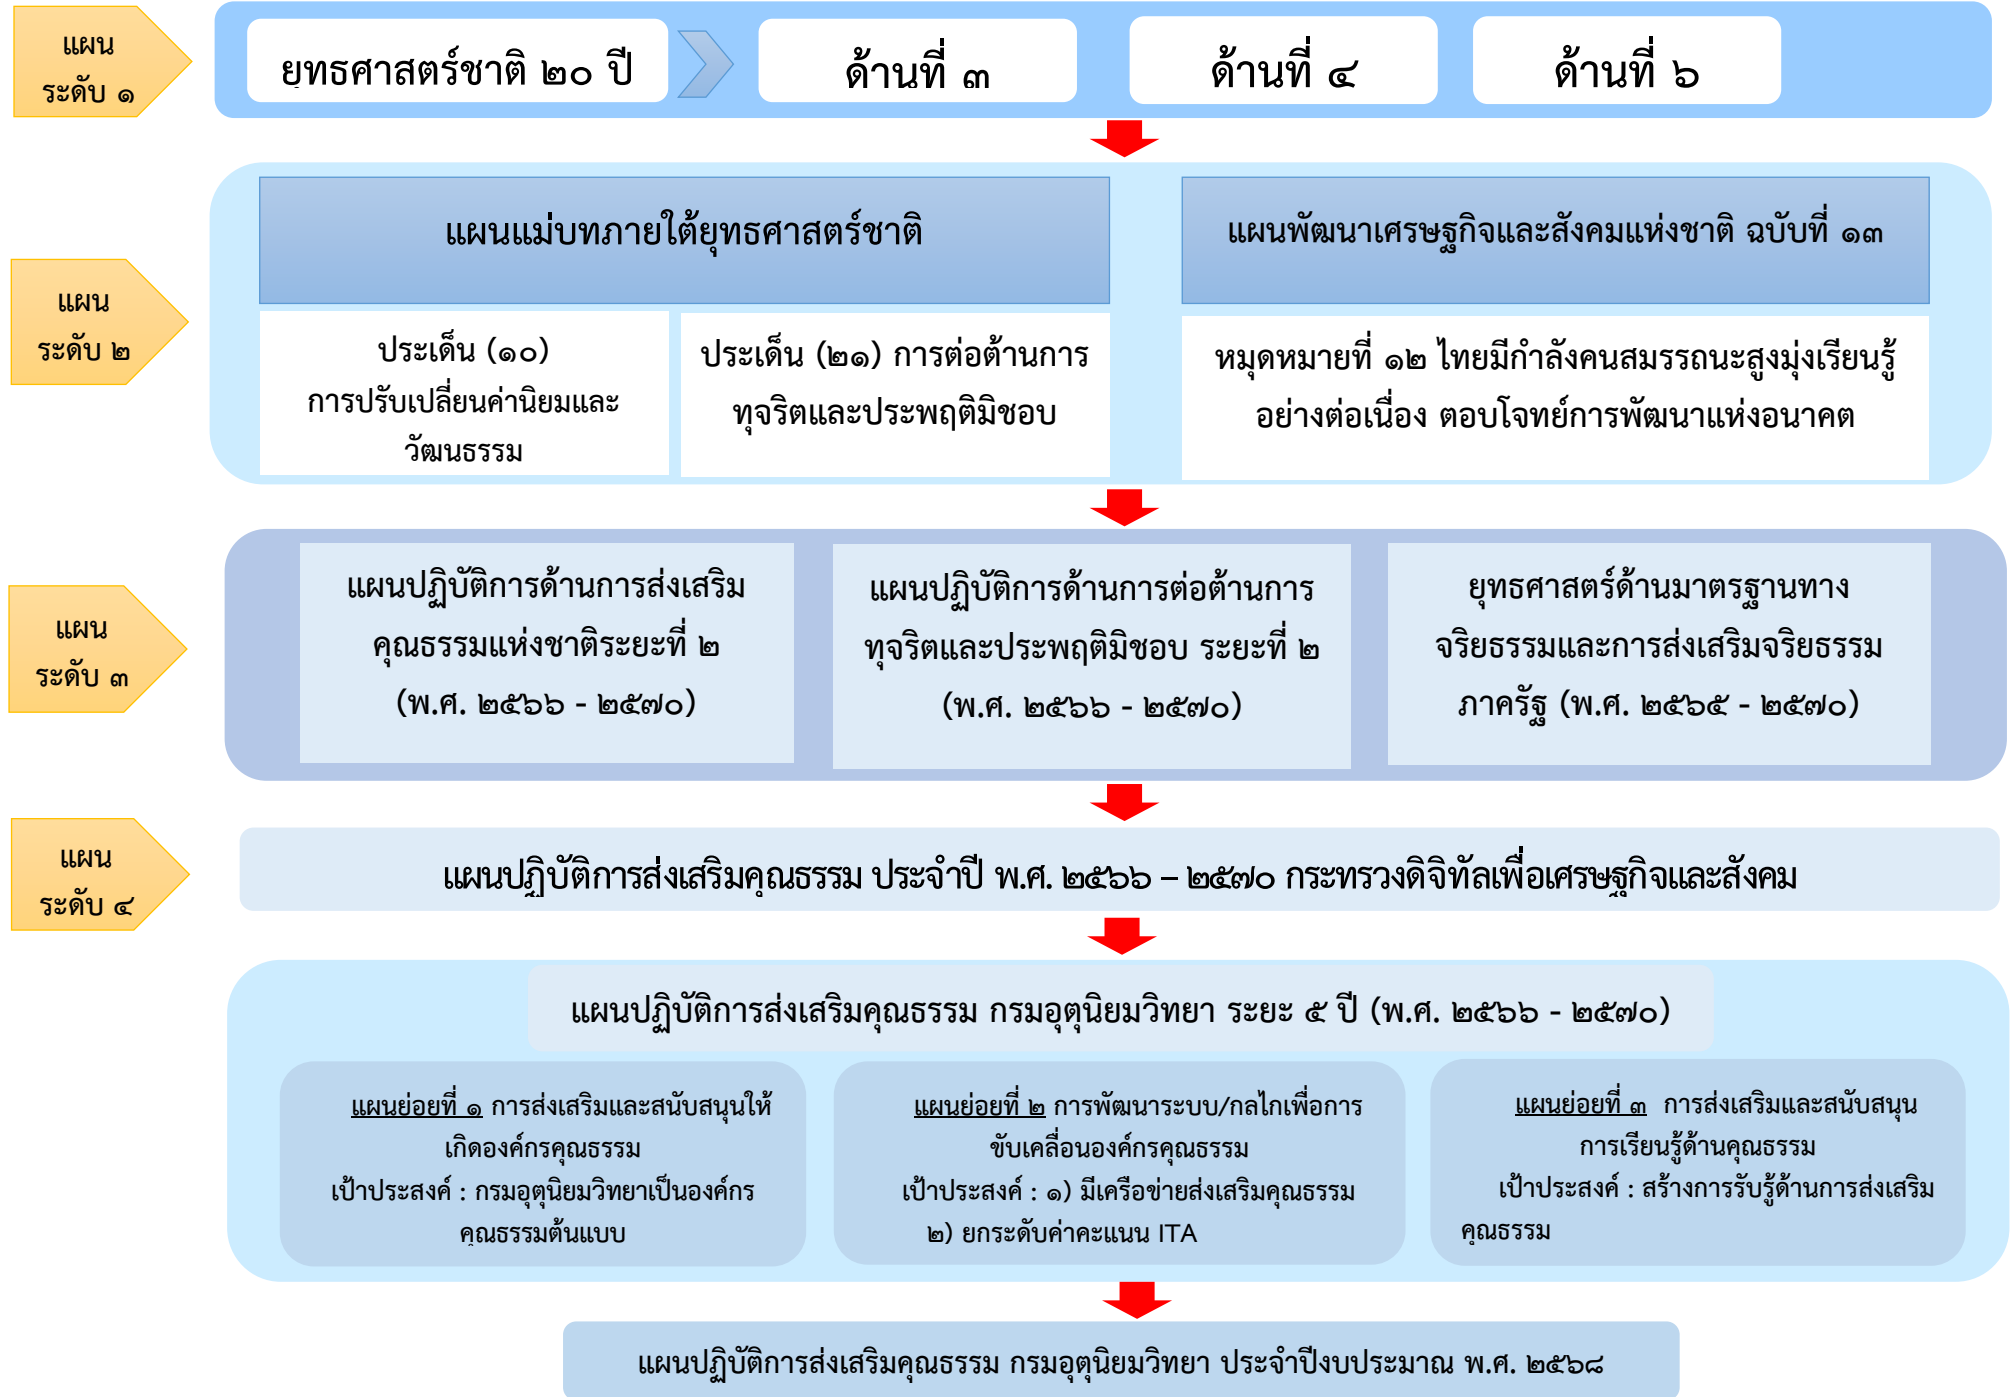 แผน
ระดับ ๑
ยุทธศาสตร์ชาติ ๒๐ ปี
ด้านที่ ๓
ด้านที่ ๔
ด้านที่ ๖
แผน
ระดับ ๒
แผนแม่บทภายใต้ยุทธศาสตร์ชาติ
แผนพัฒนาเศรษฐกิจและสังคมแห่งชาติ ฉบับที่ ๑๓
ประเด็น (๑๐)
การปรับเปลี่ยนค่านิยมและ
วัฒนธรรม
ประเด็น (๒๑) การต่อต้านการ
ทุจริตและประพฤติมิชอบ
หมุดหมายที่ ๑๒ ไทยมีกำลังคนสมรรถนะสูงมุ่งเรียนรู้
อย่างต่อเนื่อง ตอบโจทย์การพัฒนาแห่งอนาคต
แผน
ระดับ ๓
แผนปฏิบัติการด้านการส่งเสริม
คุณธรรมแห่งชาติระยะที่ ๒
(พ.ศ. ๒๕๖๖ - ๒๕๗๐)
แผนปฏิบัติการด้านการต่อต้านการ
ทุจริตและประพฤติมิชอบ ระยะที่ ๒
(พ.ศ. ๒๕๖๖ - ๒๕๗๐)
ยุทธศาสตร์ด้านมาตรฐานทาง
จริยธรรมและการส่งเสริมจริยธรรม
ภาครัฐ (พ.ศ. ๒๕๖๕ - ๒๕๗๐)
แผน
ระดับ ๔
แผนปฏิบัติการส่งเสริมคุณธรรม ประจำปี พ.ศ. ๒๕๖๖ – ๒๕๗๐ กระทรวงดิจิทัลเพื่อเศรษฐกิจและสังคม
แผนปฏิบัติการส่งเสริมคุณธรรม กรมอุตุนิยมวิทยา ระยะ ๕ ปี (พ.ศ. ๒๕๖๖ - ๒๕๗๐)
แผนย่อยที่ ๑ การส่งเสริมและสนับสนุนให้
เกิดองค์กรคุณธรรม
เป้าประสงค์ : กรมอุตุนิยมวิทยาเป็นองค์กร
คุณธรรมต้นแบบ
แผนย่อยที่ ๒ การพัฒนาระบบ/กลไกเพื่อการ
ขับเคลื่อนองค์กรคุณธรรม
เป้าประสงค์ : ๑) มีเครือข่ายส่งเสริมคุณธรรม
๒) ยกระดับค่าคะแนน ITA
แผนย่อยที่ ๓ การส่งเสริมและสนับสนุน
การเรียนรู้ด้านคุณธรรม
เป้าประสงค์ : สร้างการรับรู้ด้านการส่งเสริม
คุณธรรม
แผนปฏิบัติการส่งเสริมคุณธรรม กรมอุตุนิยมวิทยา ประจำปีงบประมาณ พ.ศ. ๒๕๖๘